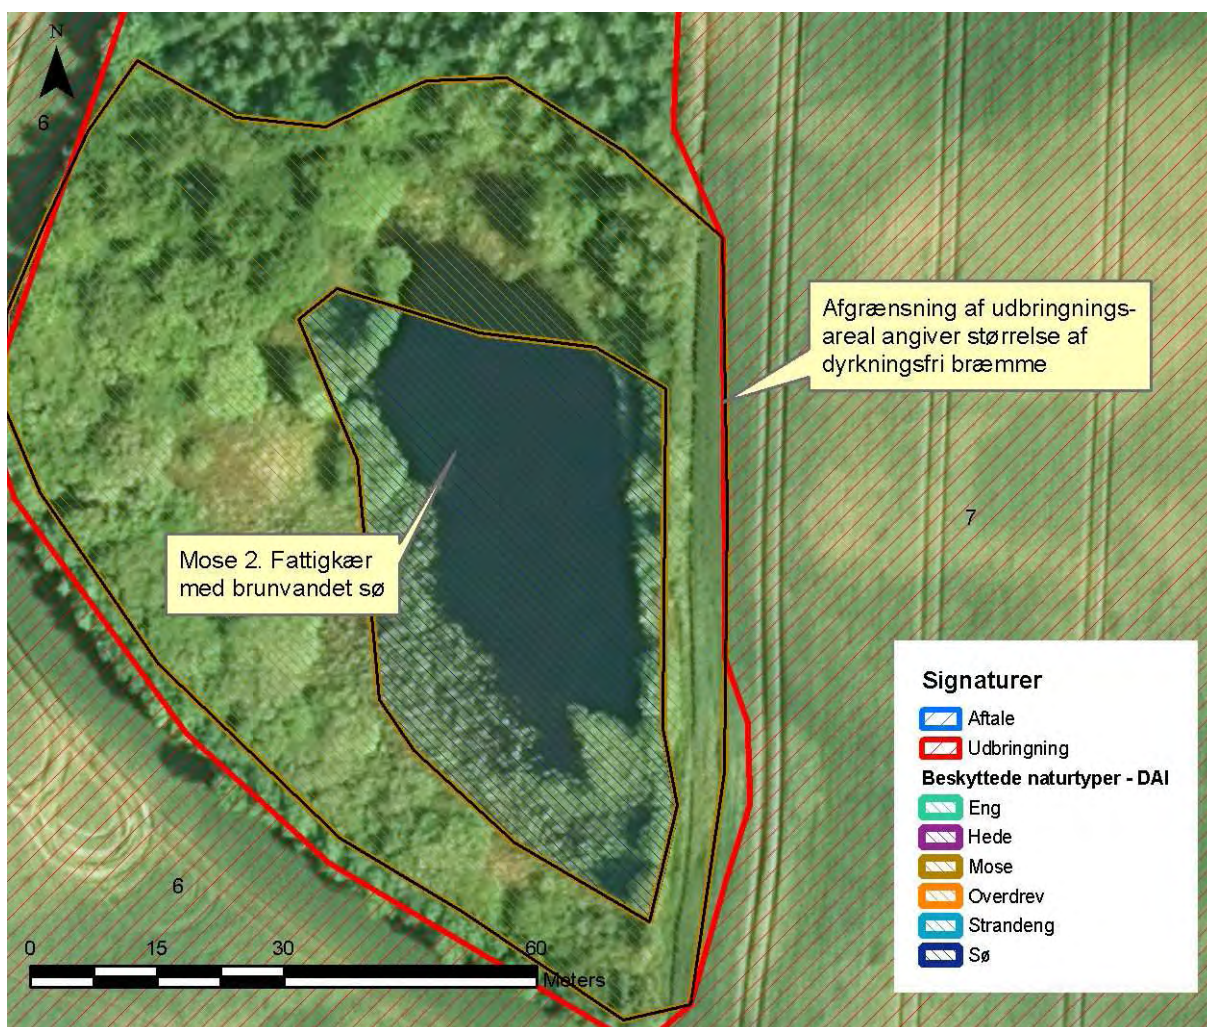 N
6
Afgrænsning af udbringnings-
areal angiver størrelse af
dyrkningsfri bræmme
7
Mose 2. Fattigkær
med brunvandet sø
6
0 15 30 60
Meters
Signaturer
Aftale
Udbringning
Beskyttede naturtyper - DAI
Eng
Hede
Mose
Overdrev
Strandeng
Sø